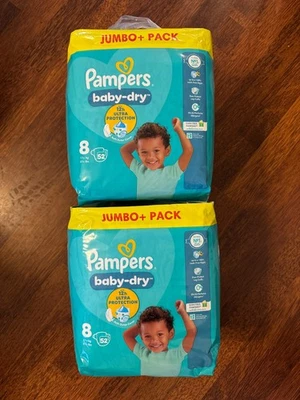 JUMBO+ PACK
Pampers
baby-dry
12h
ULTRA
PROTECTION
8
52
JUMBO+ PACK
Pampers
baby-dry
12h
ULTRA
PROTECTION
8
52